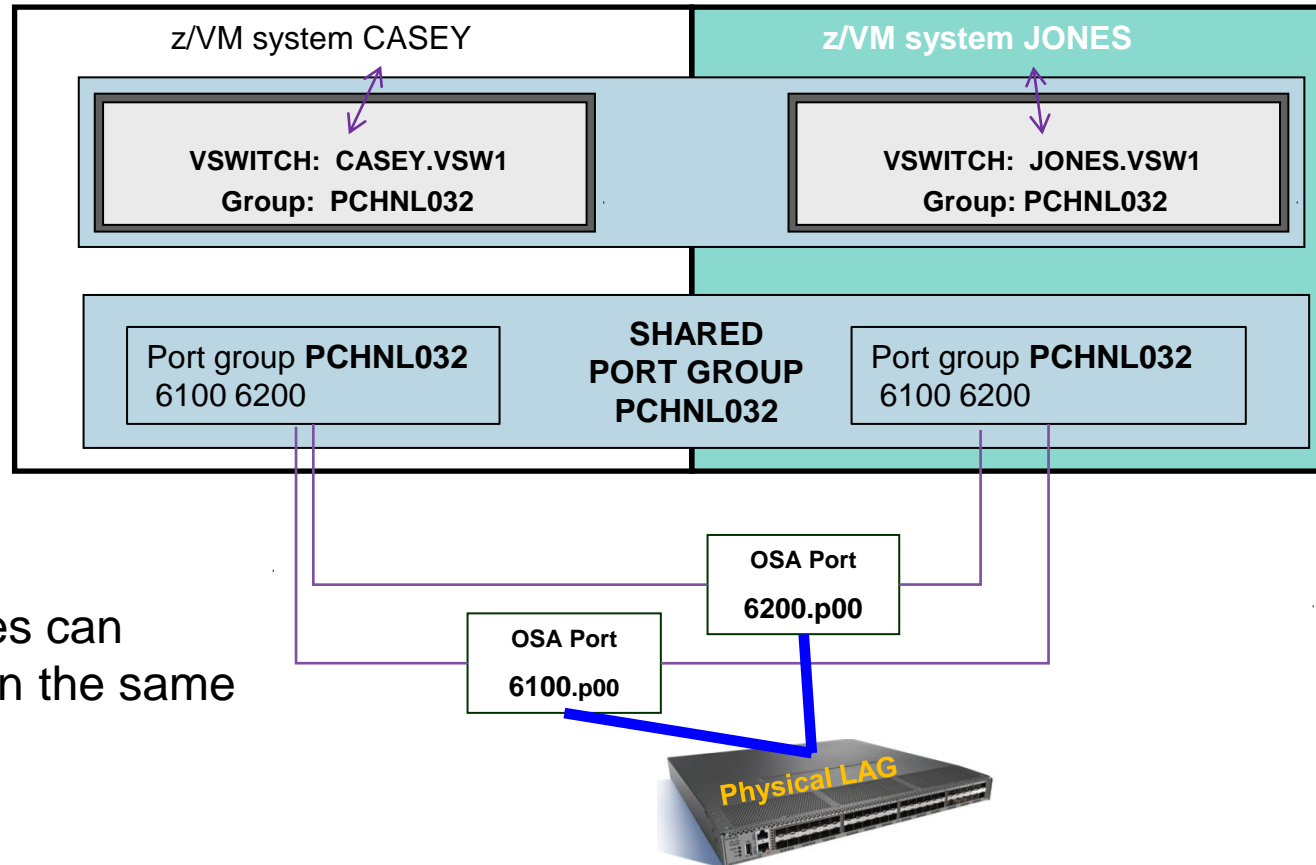 z/VM system CASEY
z/VM system JONES
VSWITCH: CASEY.VSW1
Group: PCHNL032
VSWITCH: JONES.VSW1
Group: PCHNL032
Port group PCHNL032
6100 6200
SHARED
PORT GROUP
PCHNL032
Port group PCHNL032
6100 6200
OSA Port
6200.p00
OSA Port
6100.p00
es can
n the same
Physical LAG